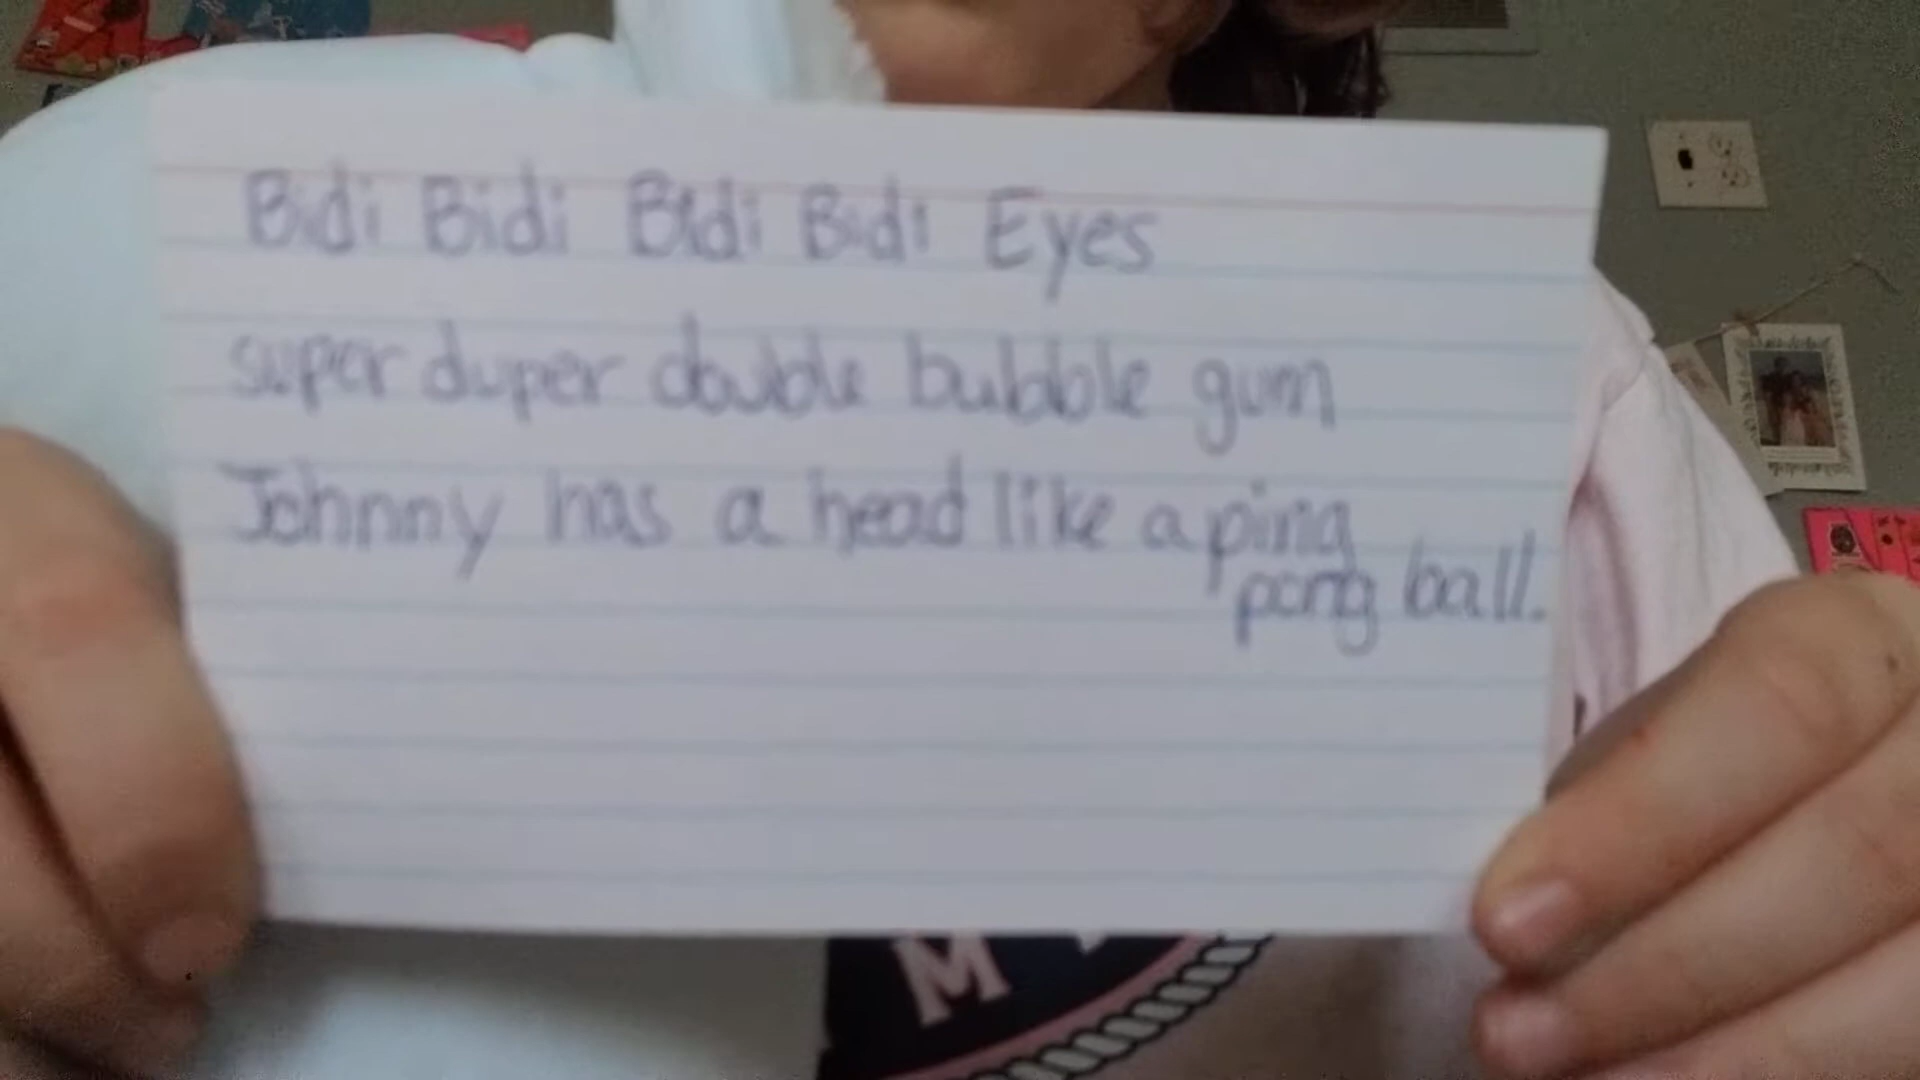 Bidi Bidi Bidi Bidi Eyes
super duper double bubble gum
Johnny has a head like a ping
pong ball.
M